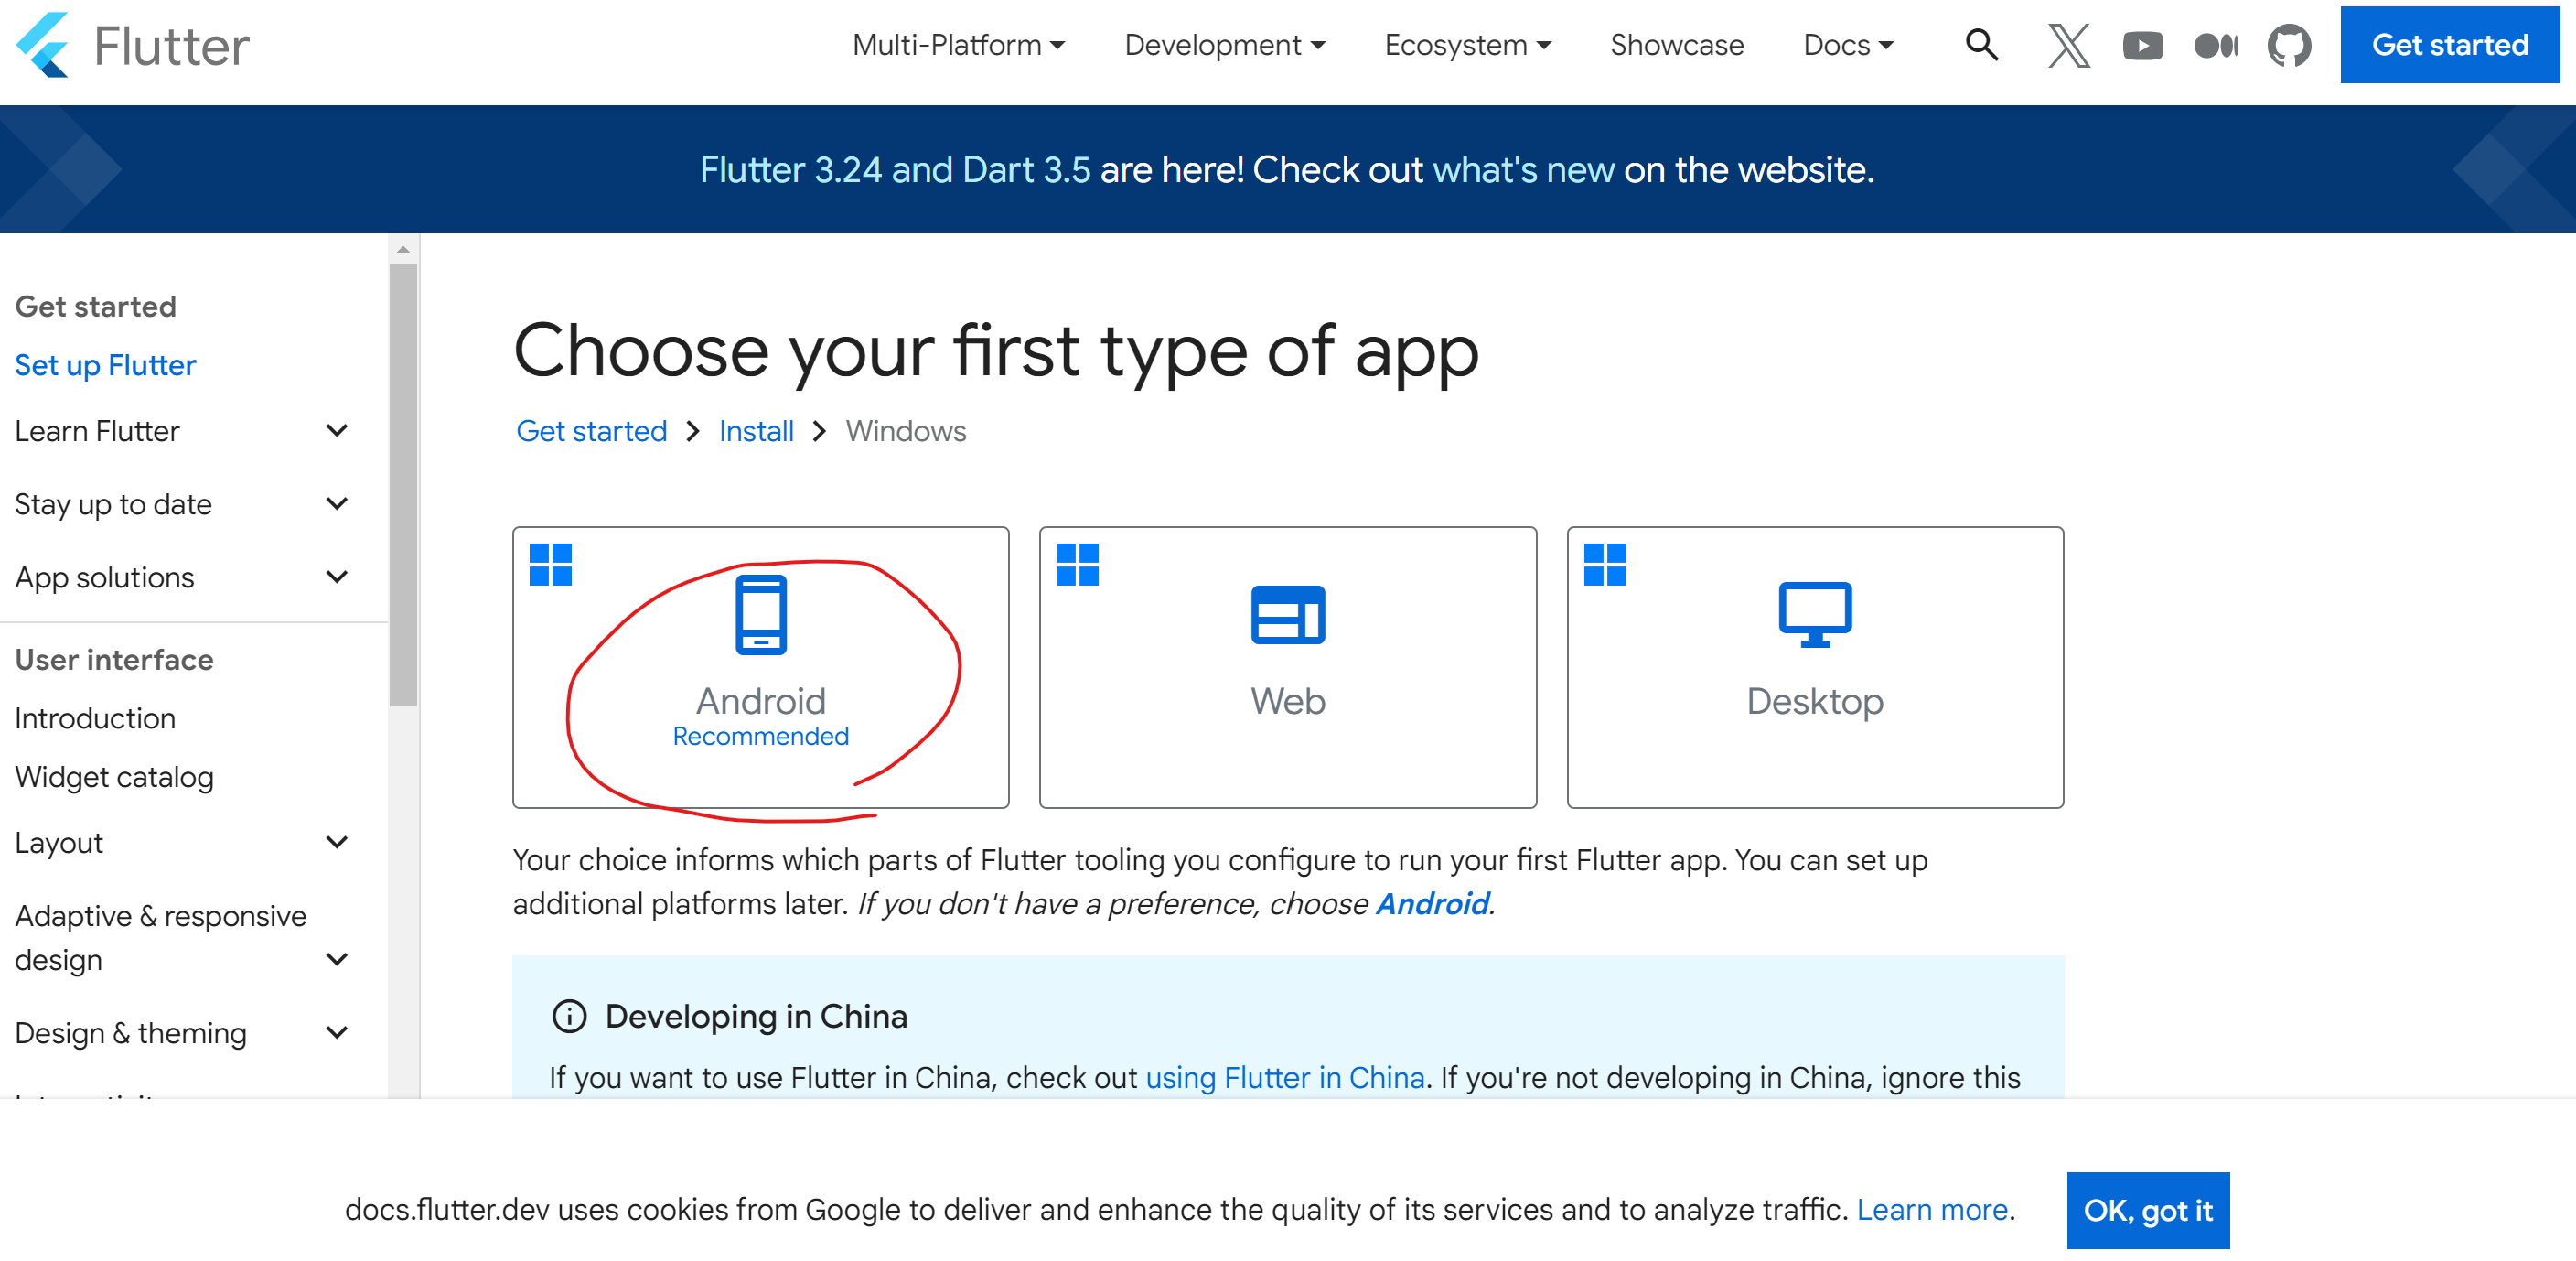 Flutter
Multi-Platform Development Ecosystem Showcase Docs Get started
Flutter 3.24 and Dart 3.5 are here! Check out what's new on the website.
Get started
Set up Flutter
Learn Flutter
Stay up to date
App solutions
User interface
Introduction
Widget catalog
Layout
Adaptive & responsive
design
Design & theming
Choose your first type of app
Get started Install Windows
Android
Recommended
Web
Desktop
Your choice informs which parts of Flutter tooling you configure to run your first Flutter app. You can set up
additional platforms later. If you don't have a preference, choose Android.
Developing in China
If you want to use Flutter in China, check out using Flutter in China. If you're not developing in China, ignore this
docs.flutter.dev uses cookies from Google to deliver and enhance the quality of its services and to analyze traffic. Learn more.
OK, got it